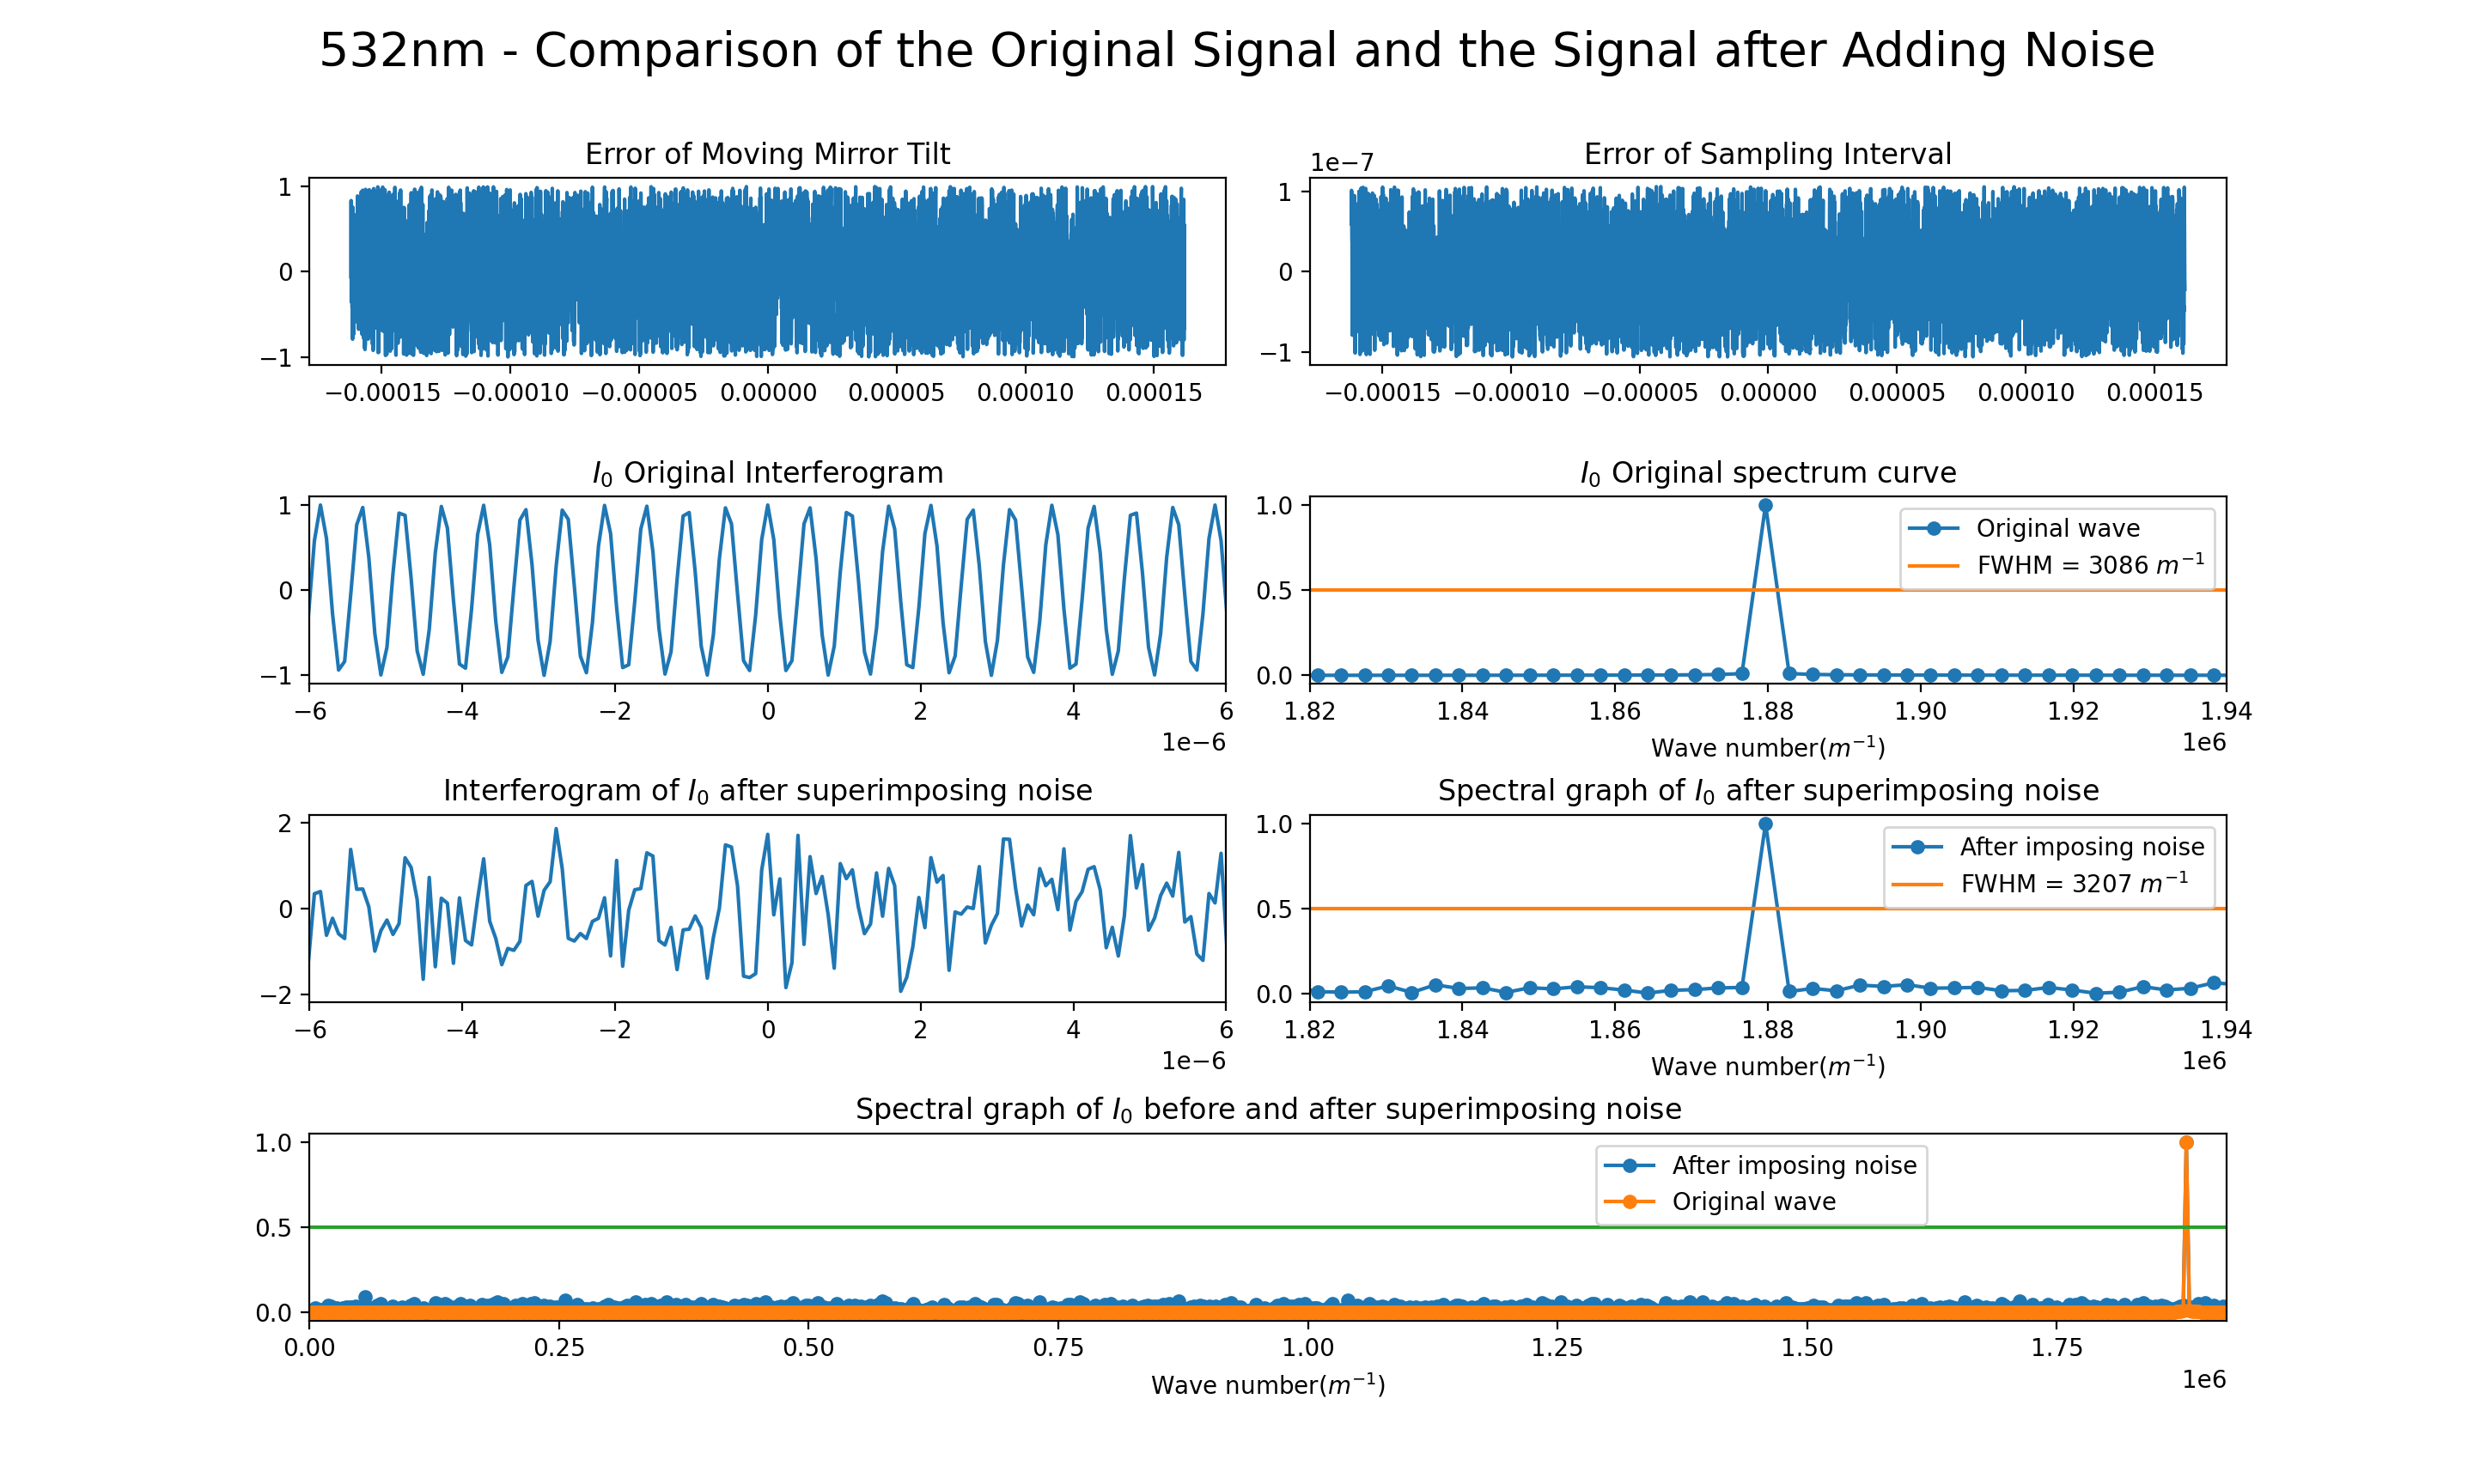 532nm - Comparison of the Original Signal and the Signal after Adding Noise
Error of Moving Mirror Tilt
1
0
−1
−0.00015 −0.00010 −0.00005 0.00000 0.00005 0.00010 0.00015
Error of Sampling Interval
1e−7
1
0
−1
−0.00015 −0.00010 −0.00005 0.00000 0.00005 0.00010 0.00015
I₀ Original Interferogram
1
0
−1
−6 −4 −2 0 2 4 6
1e−6
I₀ Original spectrum curve
1.0
0.5
0.0
Original wave
FWHM = 3086 m⁻¹
1.82 1.84 1.86 1.88 1.90 1.92 1.94
Wave number(m⁻¹)
1e6
Interferogram of I₀ after superimposing noise
2
0
−2
−6 −4 −2 0 2 4 6
1e−6
Spectral graph of I₀ after superimposing noise
1.0
0.5
0.0
After imposing noise
FWHM = 3207 m⁻¹
1.82 1.84 1.86 1.88 1.90 1.92 1.94
Wave number(m⁻¹)
1e6
Spectral graph of I₀ before and after superimposing noise
1.0
0.5
0.0
After imposing noise
Original wave
0.00 0.25 0.50 0.75 1.00 1.25 1.50 1.75
Wave number(m⁻¹)
1e6